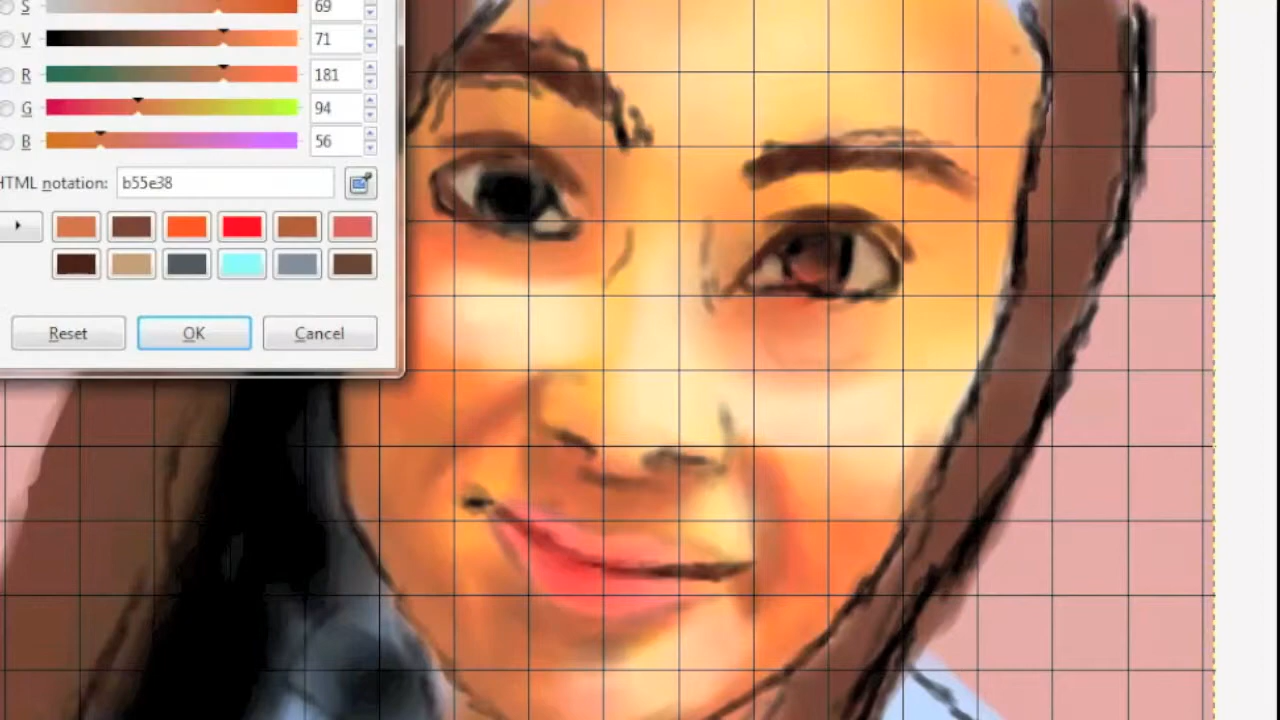 S 69
V 71
R 181
G 94
B 56
HTML notation: b55e38
Reset OK Cancel